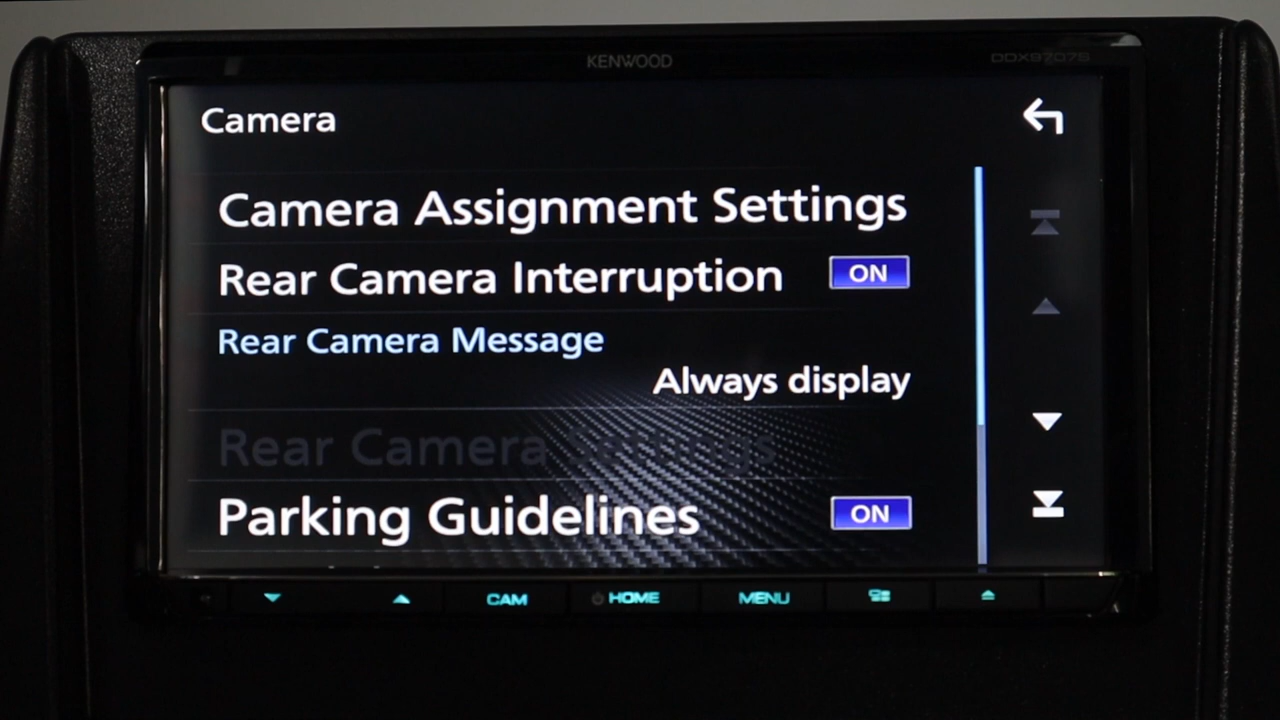 KENWOOD
DDX9707S
Camera
Camera Assignment Settings
Rear Camera Interruption ON
Rear Camera Message
Always display
Rear Camera Settings
Parking Guidelines ON
CAM
HOME
MENU